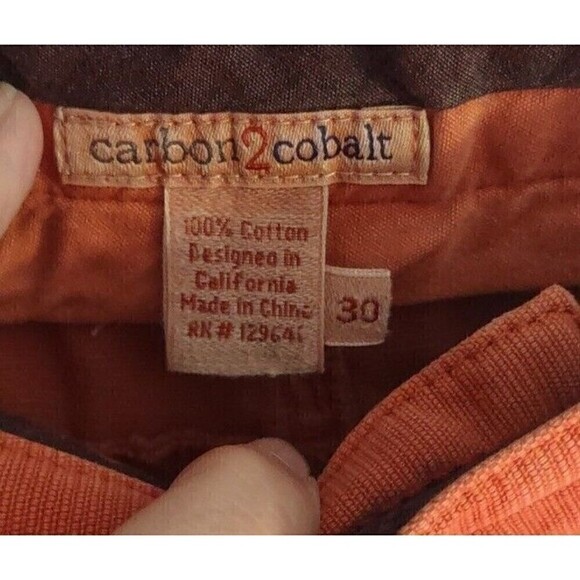 carbon2cobalt
100% Cotton
Designed in
California
Made in China
RN # 129641
30